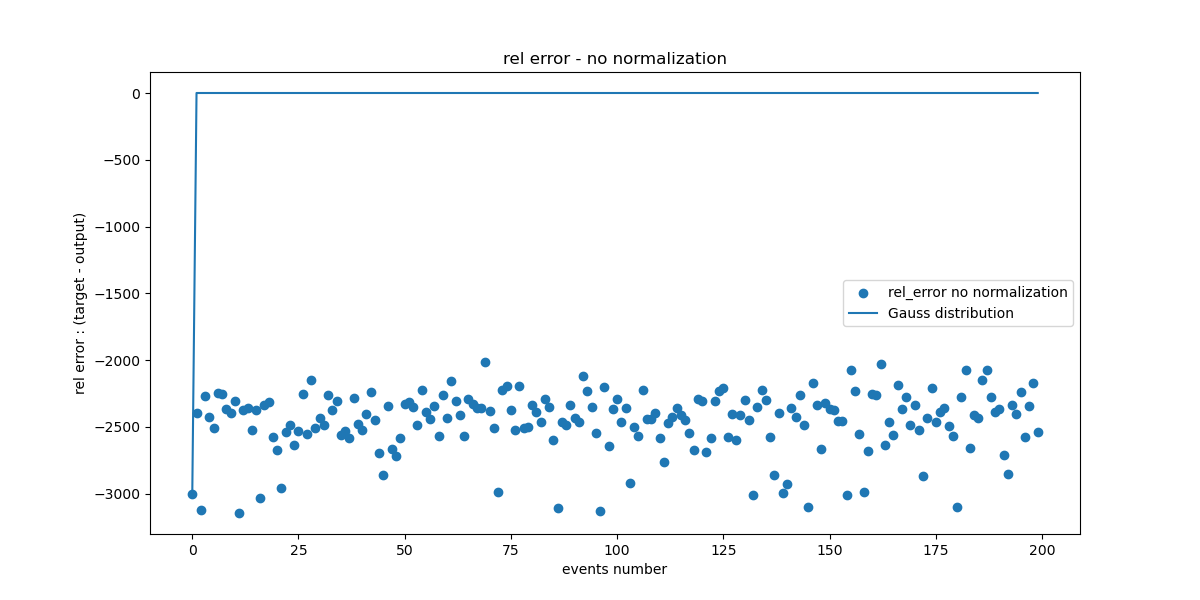 rel error - no normalization
rel error : (target - output)
0
−500
−1000
−1500
−2000
−2500
−3000
rel_error no normalization
Gauss distribution
0 25 50 75 100 125 150 175 200
events number